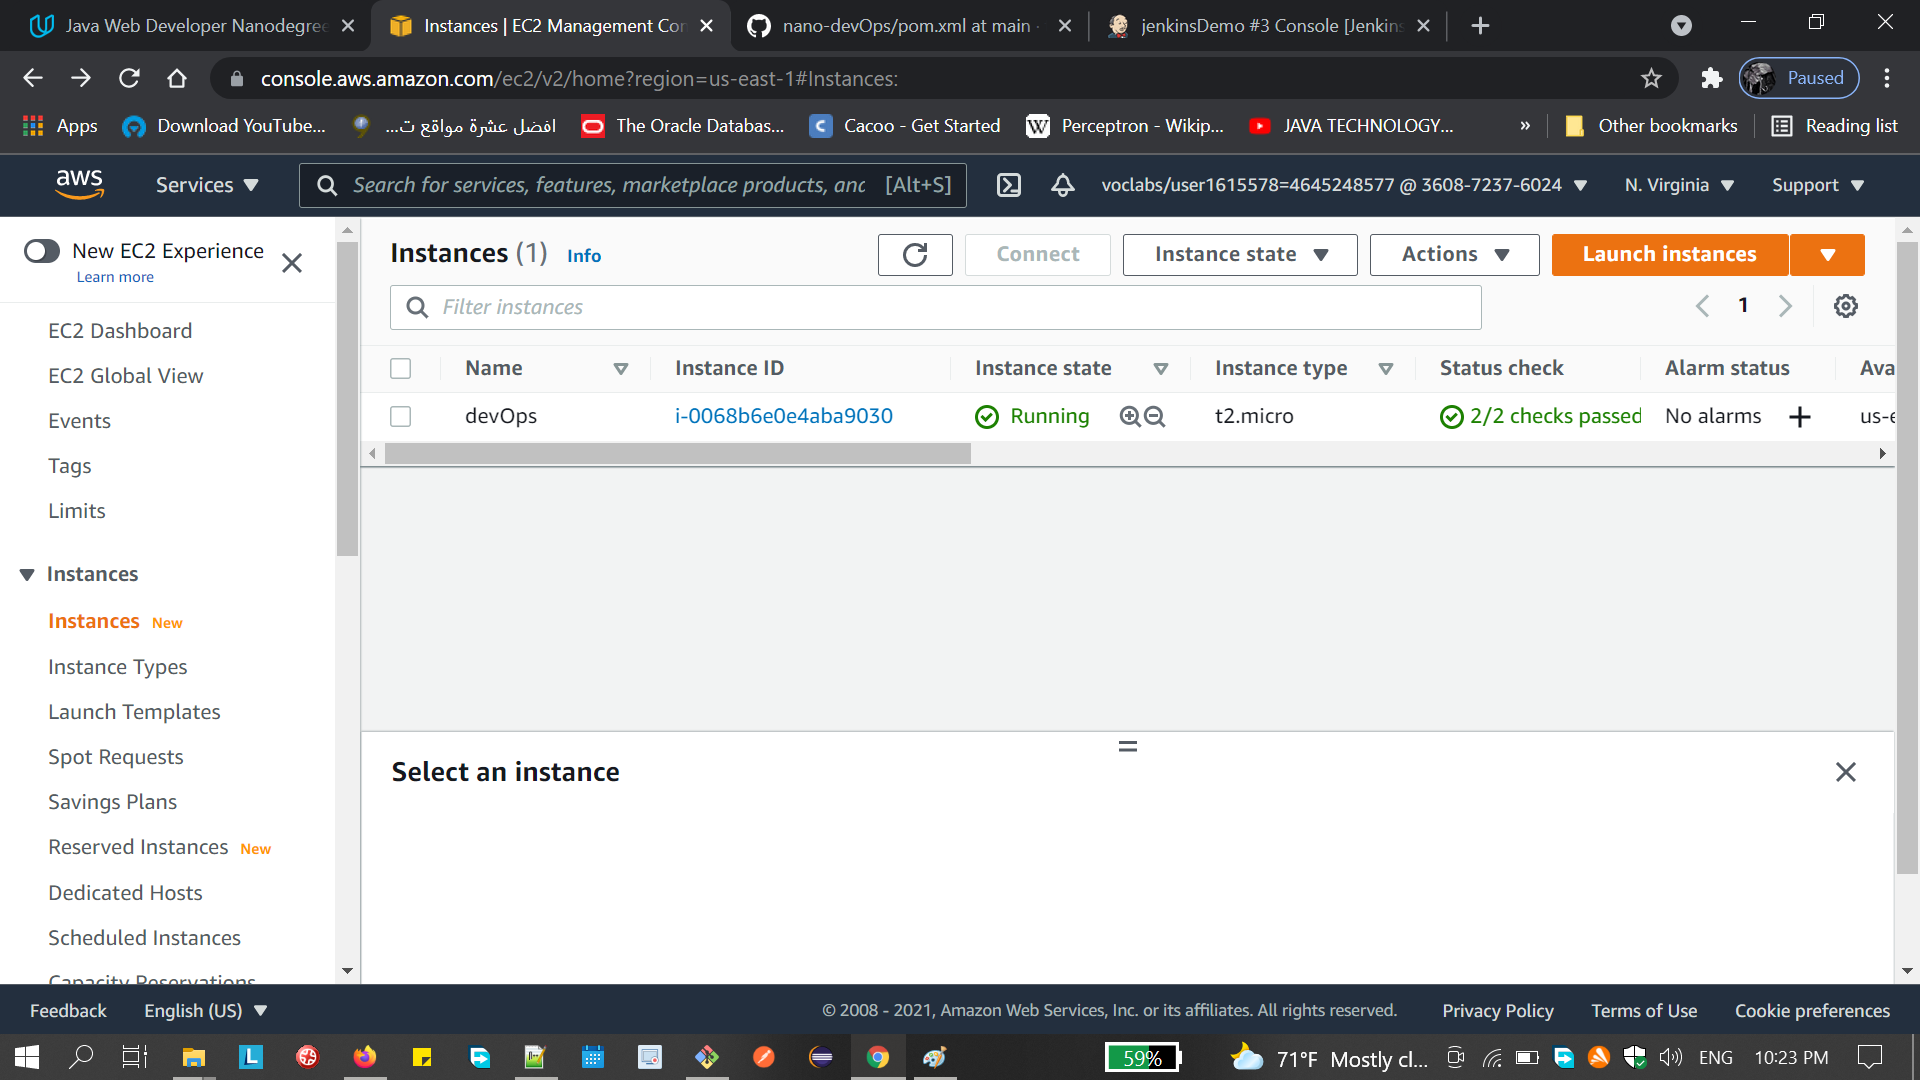 Java Web Developer Nanodegree
Instances | EC2 Management Con
nano-devOps/pom.xml at main ·
jenkinsDemo #3 Console [Jenkins
console.aws.amazon.com/ec2/v2/home?region=us-east-1#Instances:
Paused
Apps
Download YouTube...
افضل عشرة مواقع ت...
The Oracle Databas...
Cacoo - Get Started
Perceptron - Wikip...
JAVA TECHNOLOGY...
»
Other bookmarks
Reading list
aws
Services
Search for services, features, marketplace products, and [Alt+S]
voclabs/user1615578=4645248577 @ 3608-7237-6024
N. Virginia
Support
New EC2 Experience
Learn more
EC2 Dashboard
EC2 Global View
Events
Tags
Limits
Instances
Instances New
Instance Types
Launch Templates
Spot Requests
Savings Plans
Reserved Instances New
Dedicated Hosts
Scheduled Instances
Capacity Reservations
Instances (1) Info
Connect
Instance state
Actions
Launch instances
Filter instances
1
Name Instance ID Instance state Instance type Status check Alarm status Ava
devOps i-0068b6e0e4aba9030 Running t2.micro 2/2 checks passed No alarms + us-e
Select an instance
Feedback English (US) © 2008 - 2021, Amazon Web Services, Inc. or its affiliates. All rights reserved. Privacy Policy Terms of Use Cookie preferences
59% 71°F Mostly cl... ENG 10:23 PM